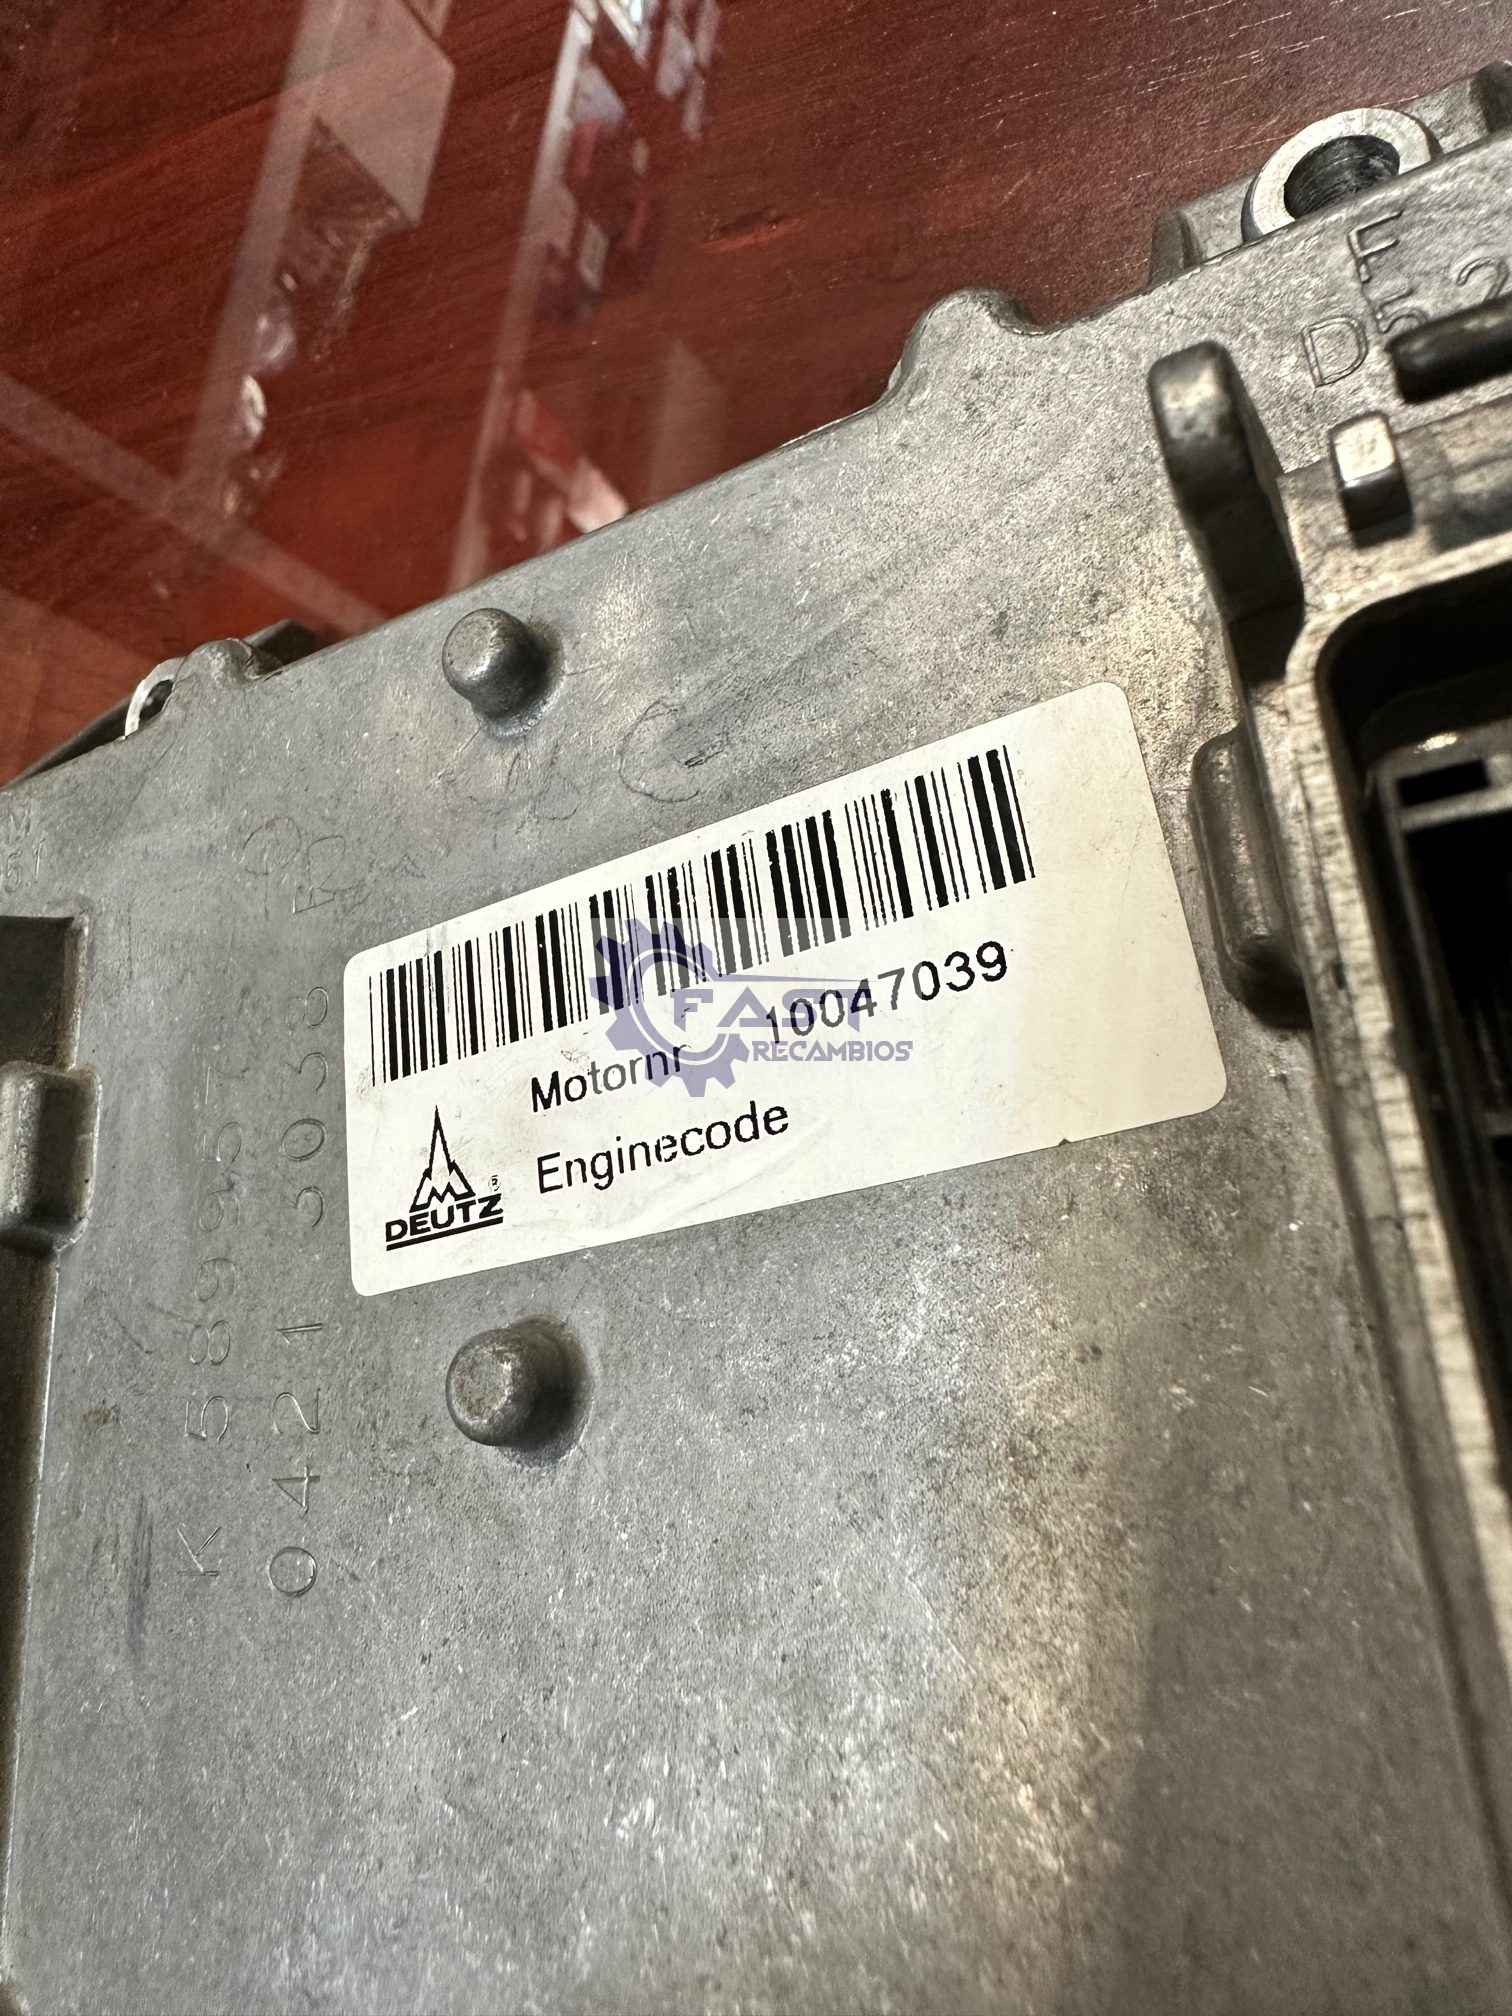 F
D
Motornr 10047039
Enginecode
DEUTZ
FAST
RECAMBIOS
0421 3038